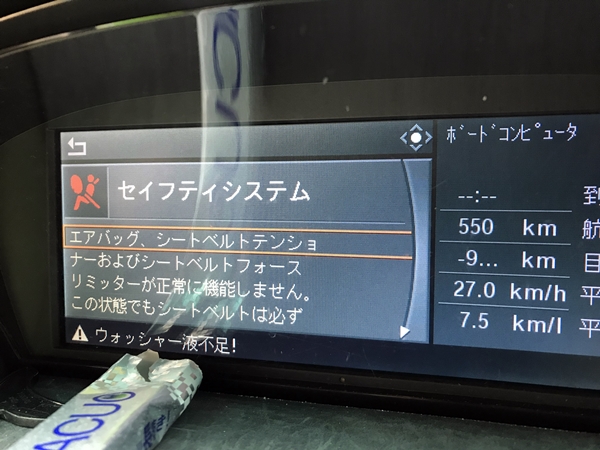 ボードコンピュータ
セイフティシステム
エアバッグ、シートベルトテンショ
ナーおよびシートベルトフォース
リミッターが正常に機能しません。
この状態でもシートベルトは必ず
ウォッシャー液不足!
--:-- 到
550 km 航
-9... km 目
27.0 km/h 平
7.5 km/l 平
ACUO